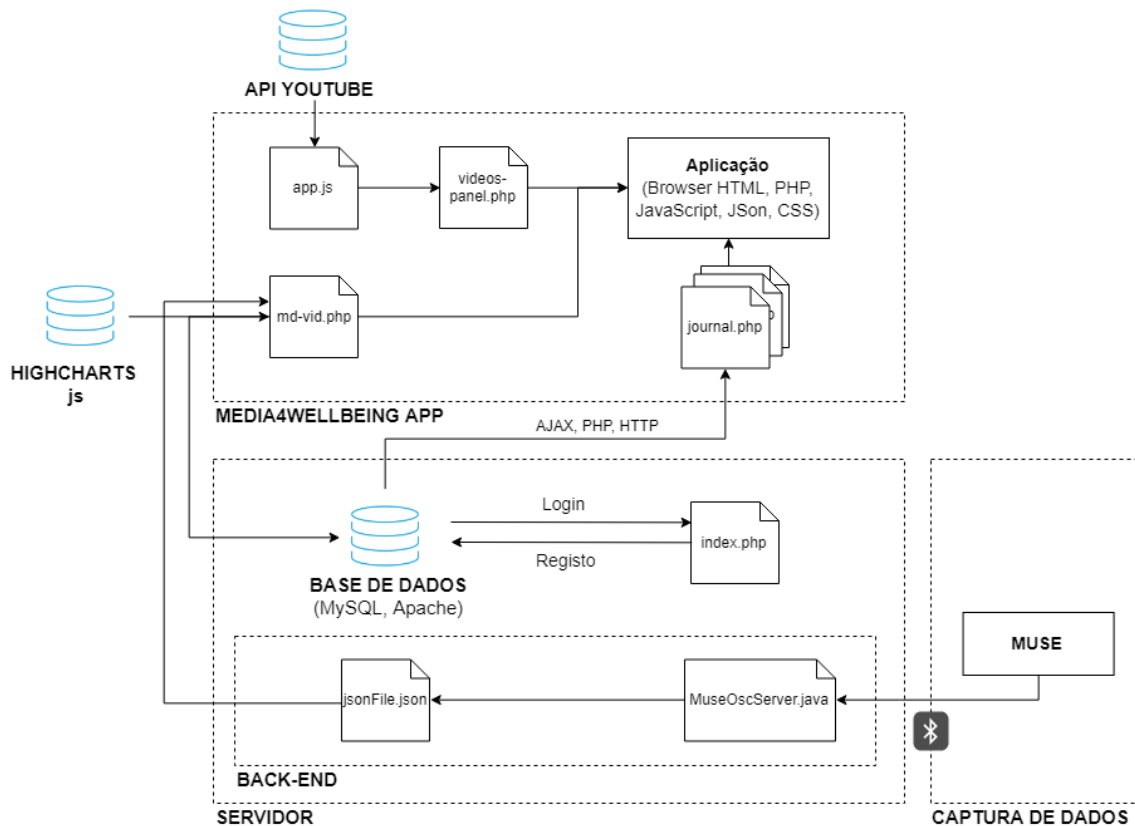 API YOUTUBE
app.js
videos-
panel.php
Aplicação
(Browser HTML, PHP,
JavaScript, JSon, CSS)
md-vid.php
journal.php
HIGHCHARTS
js
MEDIA4WELLBEING APP
AJAX, PHP, HTTP
Login
index.php
Registo
BASE DE DADOS
(MySQL, Apache)
MUSE
jsonFile.json
MuseOscServer.java
BACK-END
SERVIDOR
CAPTURA DE DADOS